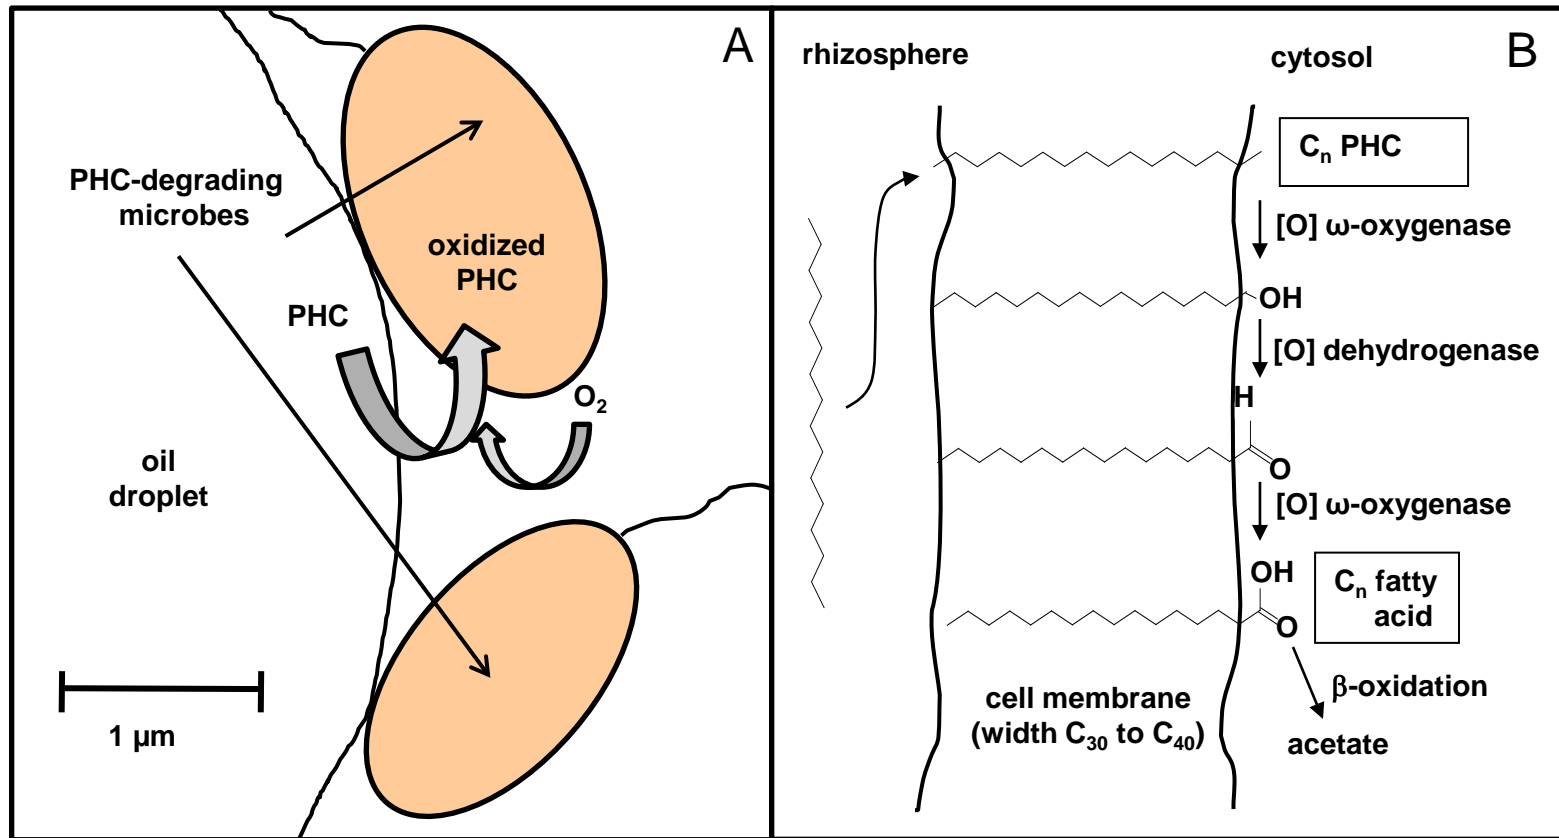 A
PHC-degrading
microbes
oxidized
PHC
PHC
O₂
oil
droplet
1 µm
B
rhizosphere
cytosol
Cₙ PHC
[O] ω-oxygenase
OH
[O] dehydrogenase
H
O
[O] ω-oxygenase
OH
O
Cₙ fatty
acid
β-oxidation
acetate
cell membrane
(width C₃₀ to C₄₀)